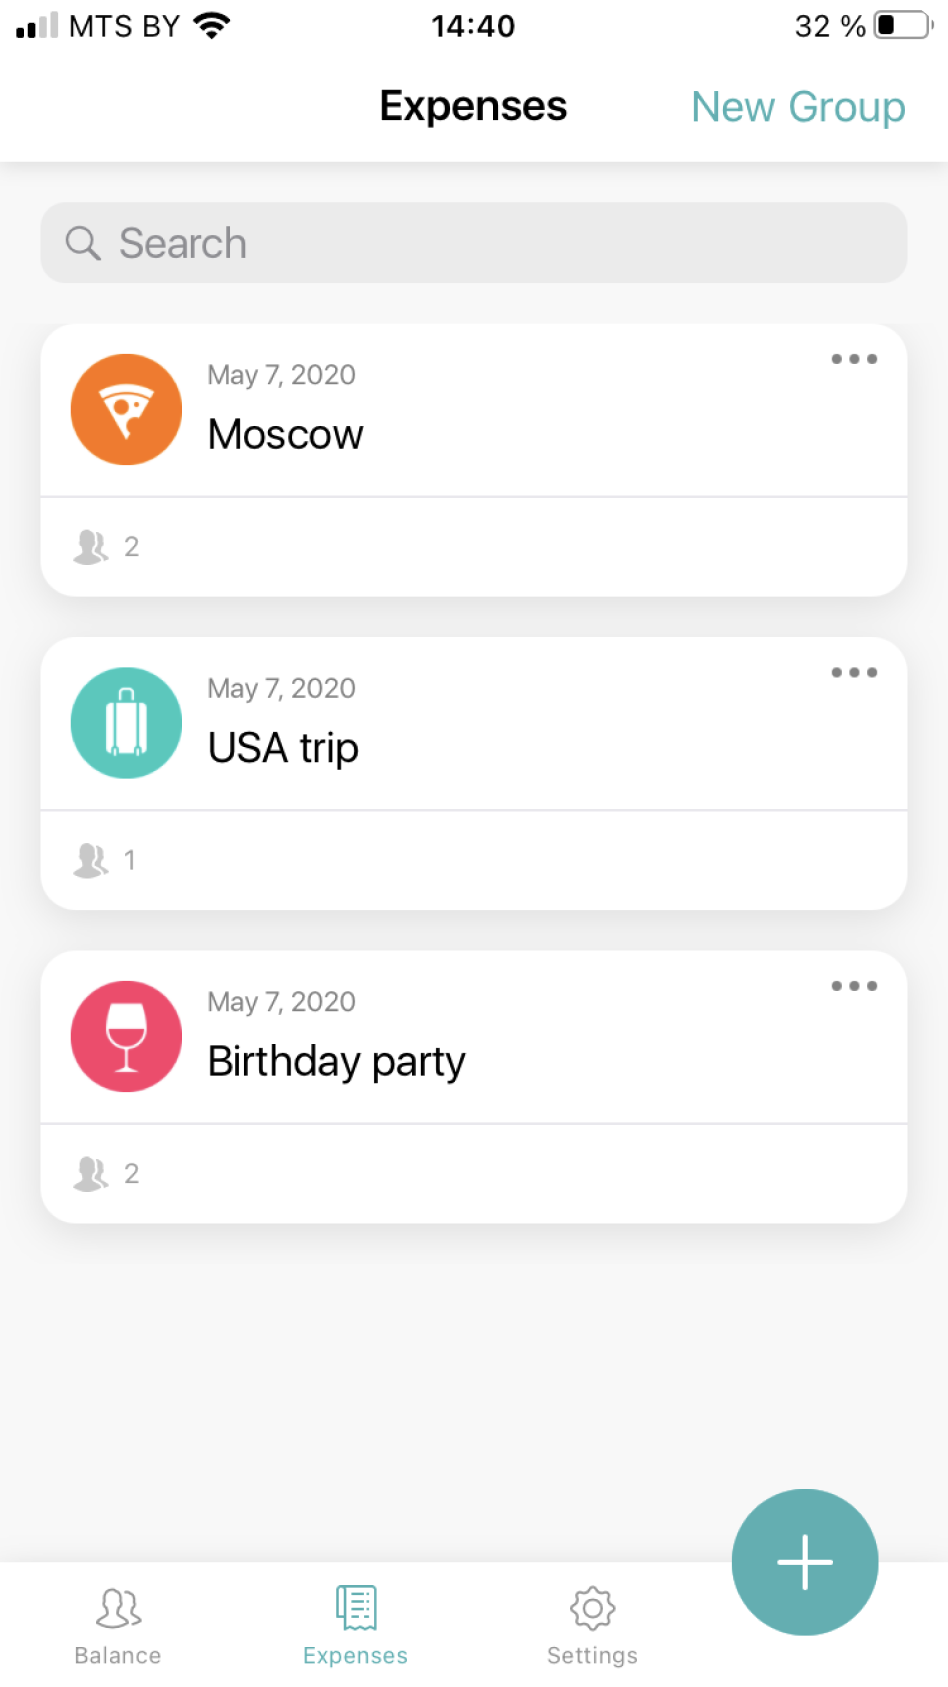 MTS BY 14:40 32 %
Expenses New Group
Search
May 7, 2020
Moscow
2
May 7, 2020
USA trip
1
May 7, 2020
Birthday party
2
Balance Expenses Settings